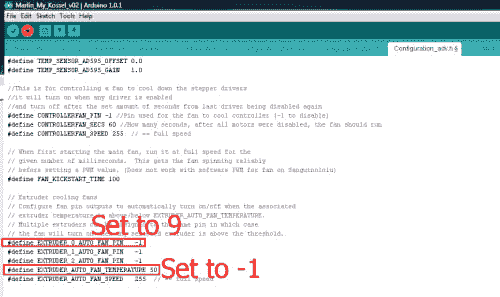 Marlin_My_Kossel_v02 | Arduino 1.0.1
File Edit Sketch Tools Help
Configuration_adv.h §
#define TEMP_SENSOR_AD595_OFFSET 0.0
#define TEMP_SENSOR_AD595_GAIN 1.0
//This is for controlling a fan to cool down the stepper drivers
//it will turn on when any driver is enabled
//and turn off after the set amount of seconds from last driver being disabled again
#define CONTROLLERFAN_PIN -1 //Pin used for the fan to cool controller (-1 to disable)
#define CONTROLLERFAN_SECS 60 //How many seconds, after all motors were disabled, the fan should run
#define CONTROLLERFAN_SPEED 255 // == full speed
// When first starting the main fan, run it at full speed for the
// given number of milliseconds. This gets the fan spinning reliably
// before setting a PWM value. (Does not work with software PWM for fan on Sanguinololu)
#define FAN_KICKSTART_TIME 100
// Extruder cooling fans
// Configure fan pin outputs to automatically turn on/off when the associated
// extruder temperature is above/below EXTRUDER_AUTO_FAN_TEMPERATURE.
// Multiple extruders to the same pin in which case
// the fan will turn extruder is above the threshold.
Set to 9
#define EXTRUDER_0_AUTO_FAN_PIN -1
#define EXTRUDER_1_AUTO_FAN_PIN -1
#define EXTRUDER_2_AUTO_FAN_PIN -1
#define EXTRUDER_AUTO_FAN_TEMPERATURE 50 Set to -1
#define EXTRUDER_AUTO_FAN_SPEED 255 // == full speed